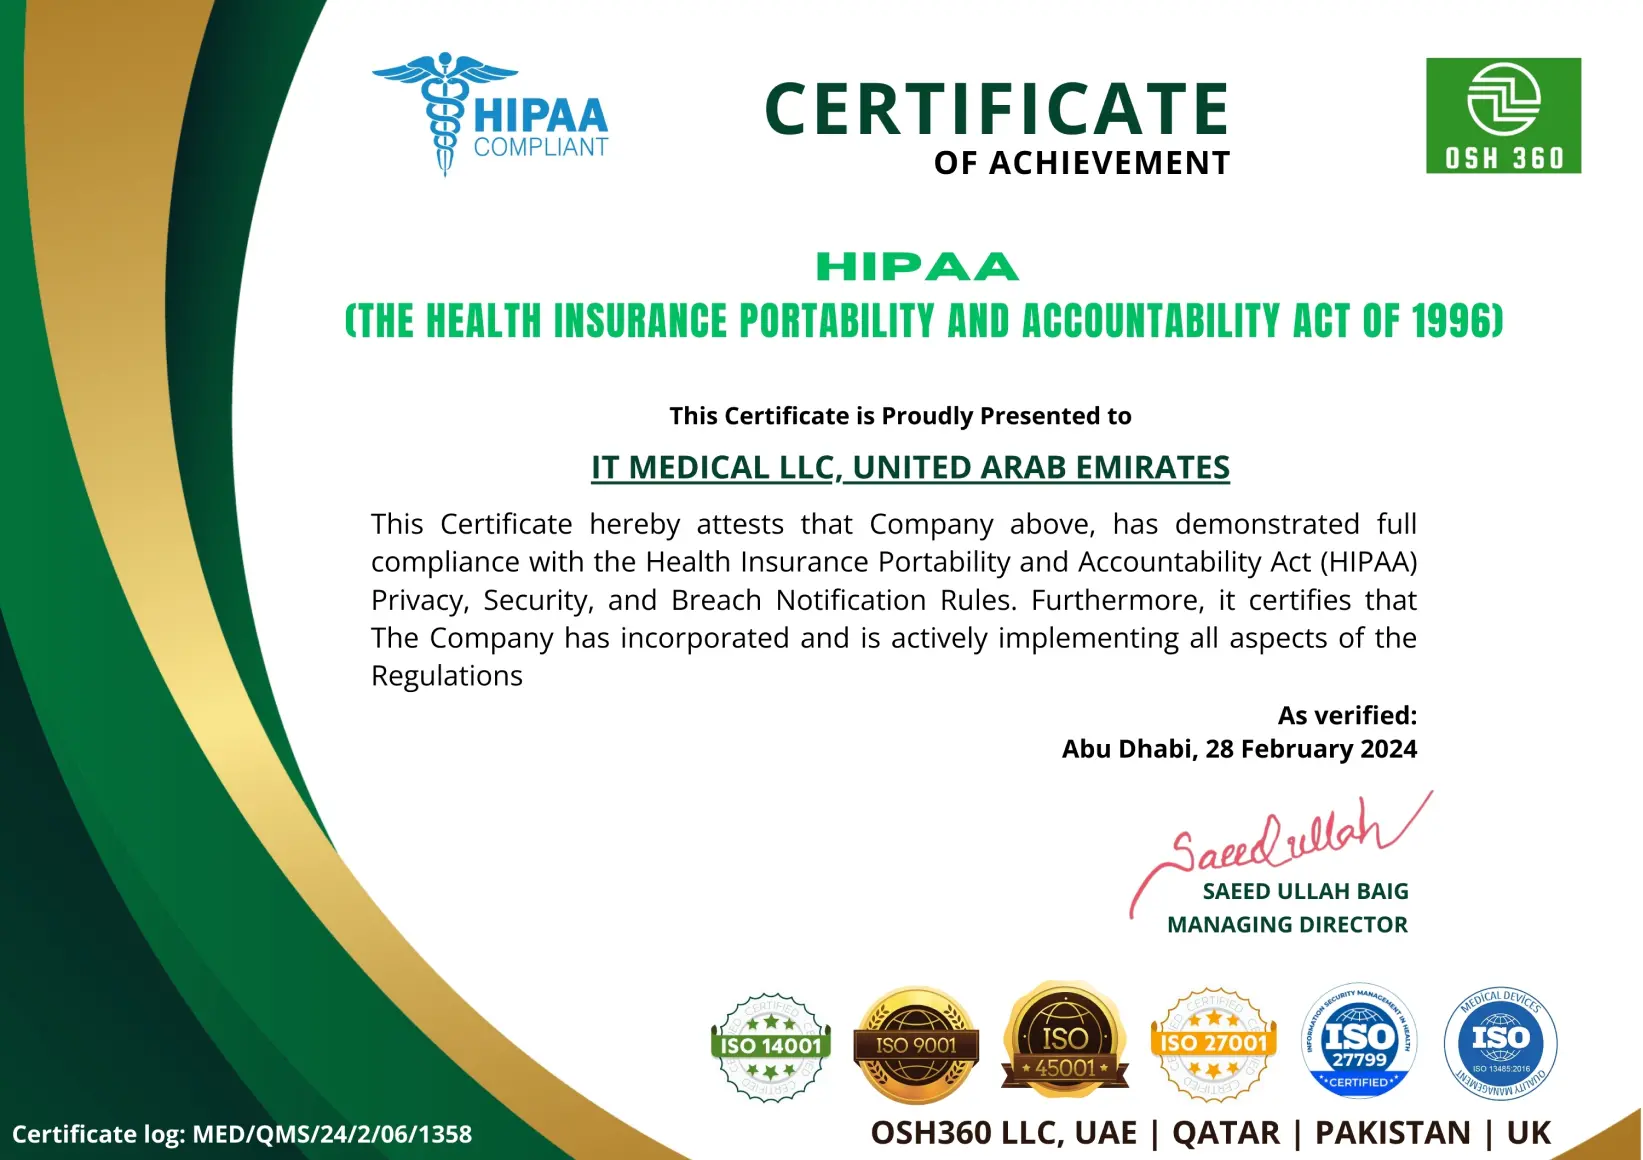 HIPAA
COMPLIANT
CERTIFICATE
OF ACHIEVEMENT
OSH 360
HIPAA
(THE HEALTH INSURANCE PORTABILITY AND ACCOUNTABILITY ACT OF 1996)
This Certificate is Proudly Presented to
IT MEDICAL LLC, UNITED ARAB EMIRATES
This Certificate hereby attests that Company above, has demonstrated full
compliance with the Health Insurance Portability and Accountability Act (HIPAA)
Privacy, Security, and Breach Notification Rules. Furthermore, it certifies that
The Company has incorporated and is actively implementing all aspects of the
Regulations
As verified:
Abu Dhabi, 28 February 2024
Saeed ullah
SAEED ULLAH BAIG
MANAGING DIRECTOR
CERTIFIED
ISO 14001
CERTIFIED
ISO 9001
ISO
45001
CERTIFIED
ISO 27001
CERTIFIED
INFORMATION SECURITY MANAGEMENT IN HEALTH
ISO
27799
CERTIFIED
MEDICAL DEVICES
ISO
ISO 13485:2016
QUALITY MANAGEMENT
Certificate log: MED/QMS/24/2/06/1358
OSH360 LLC, UAE | QATAR | PAKISTAN | UK